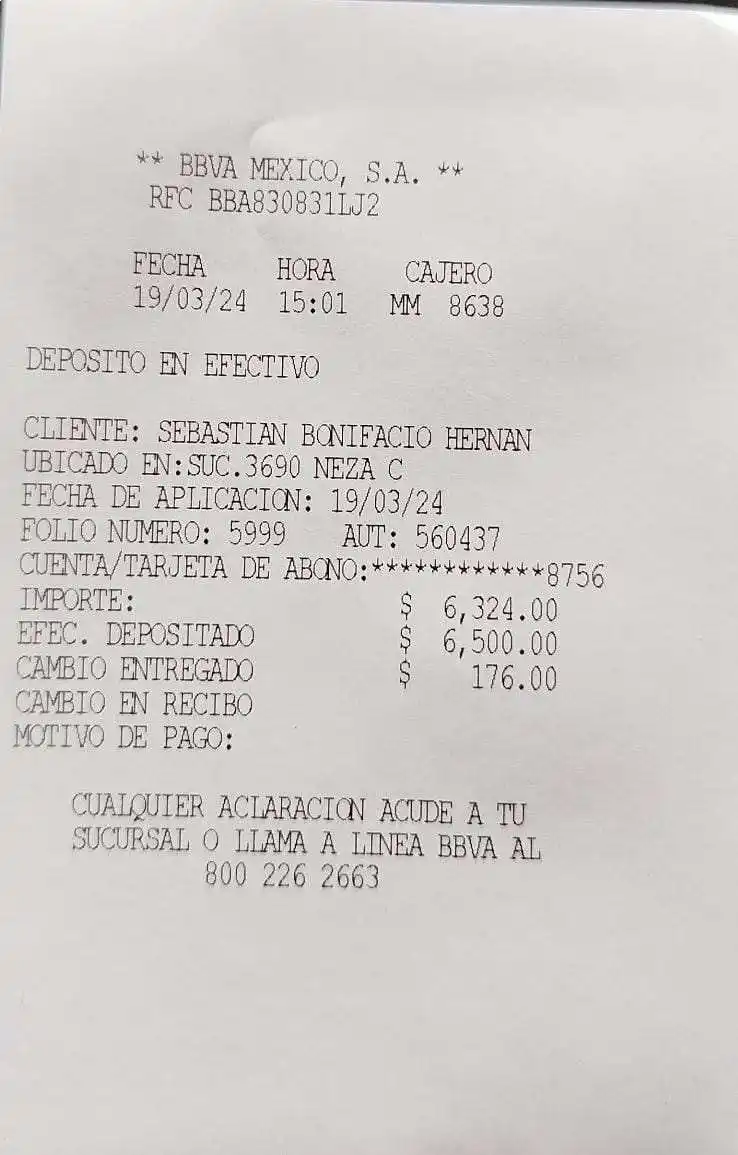 ** BBVA MEXICO, S.A. **
RFC BBA830831LJ2
FECHA HORA CAJERO
19/03/24 15:01 MM 8638
DEPOSITO EN EFECTIVO
CLIENTE: SEBASTIAN BONIFACIO HERNAN
UBICADO EN:SUC.3690 NEZA C
FECHA DE APLICACION: 19/03/24
FOLIO NUMERO: 5999 AUT: 560437
CUENTA/TARJETA DE ABONO:************8756
IMPORTE: $ 6,324.00
EFEC. DEPOSITADO $ 6,500.00
CAMBIO ENTREGADO $ 176.00
CAMBIO EN RECIBO
MOTIVO DE PAGO:
CUALQUIER ACLARACION ACUDE A TU
SUCURSAL O LLAMA A LINEA BBVA AL
800 226 2663